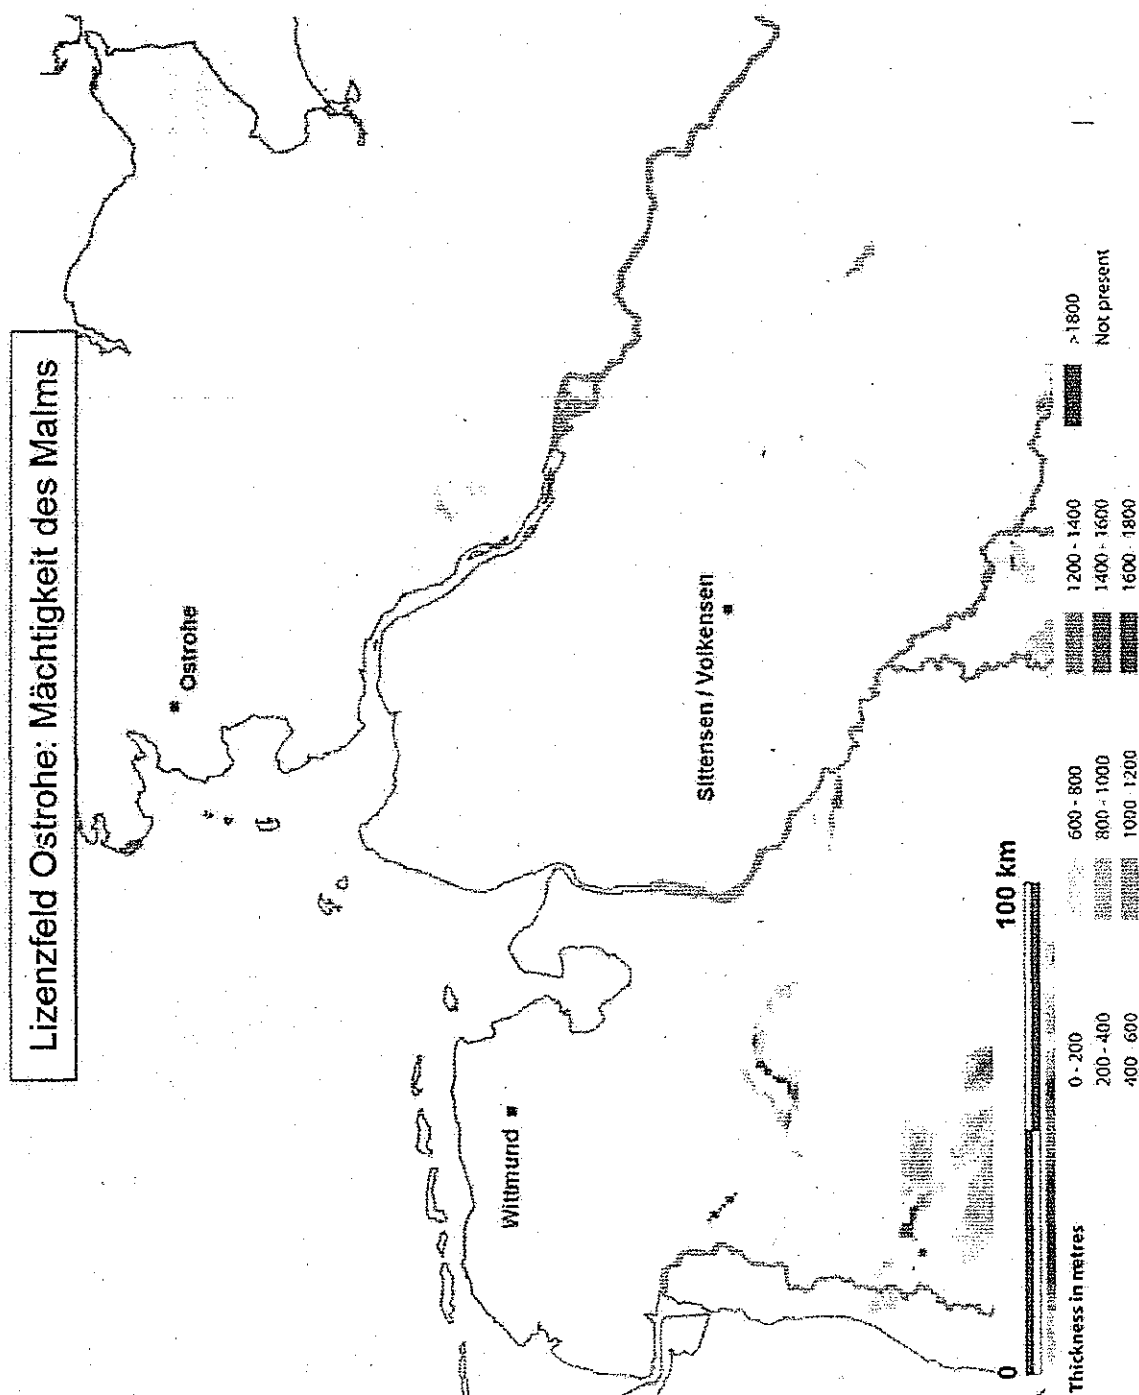 Lizenzfeld Ostrohe: Mächtigkeit des Malms
Ostrohe
Wittmund
Sittensen / Volkensen
0
100 km
Thickness in metres
0 - 200
200 - 400
400 - 600
600 - 800
800 - 1000
1000 - 1200
1200 - 1400
1400 - 1600
1600 - 1800
>1800
Not present